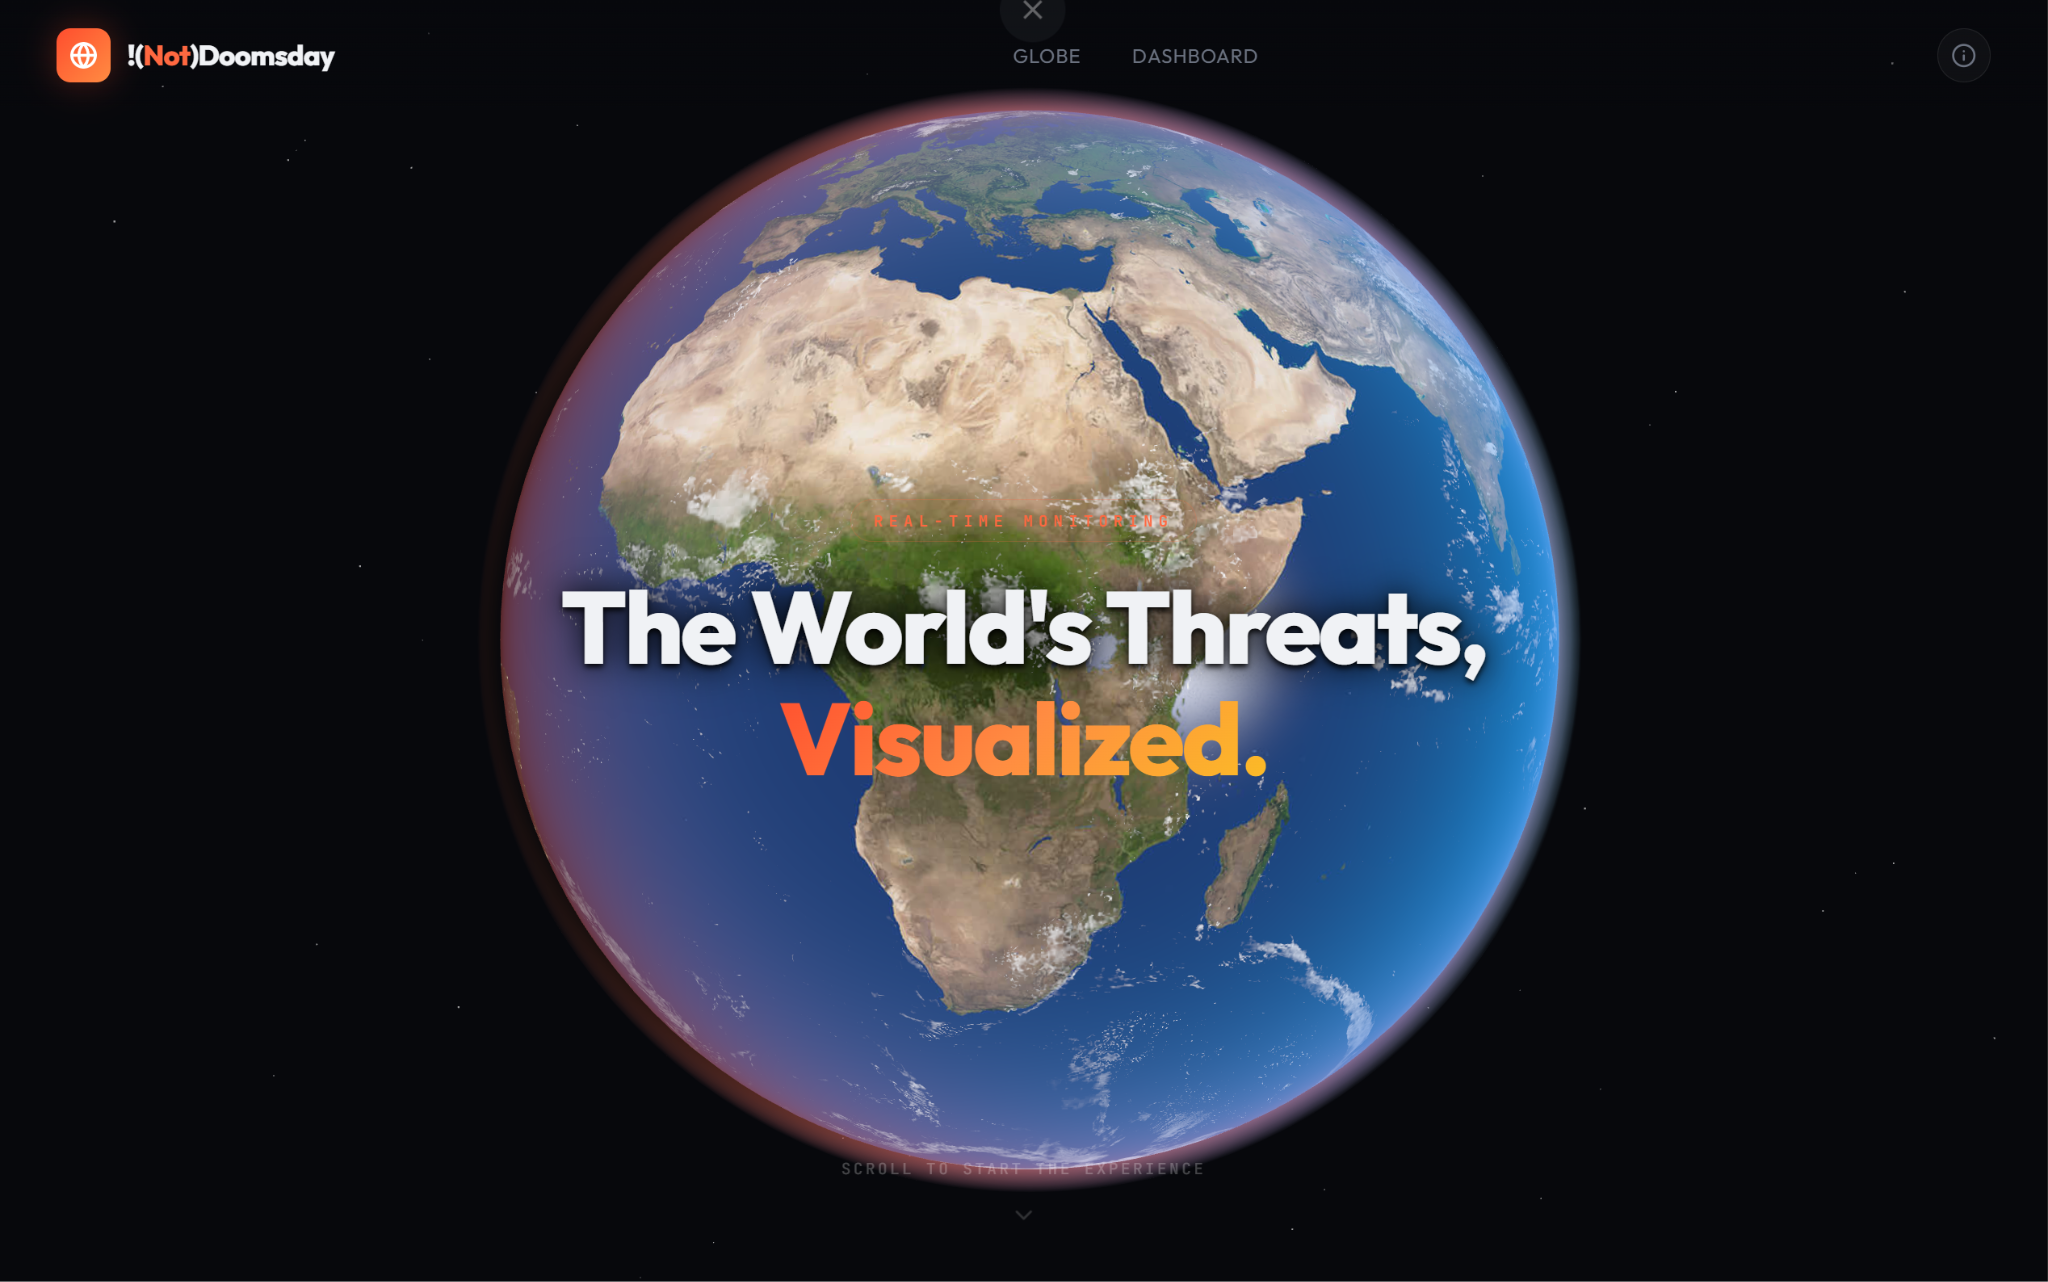 !(Not)Doomsday
GLOBE
DASHBOARD
REAL-TIME MONITORING
The World's Threats,
Visualized.
SCROLL TO START THE EXPERIENCE